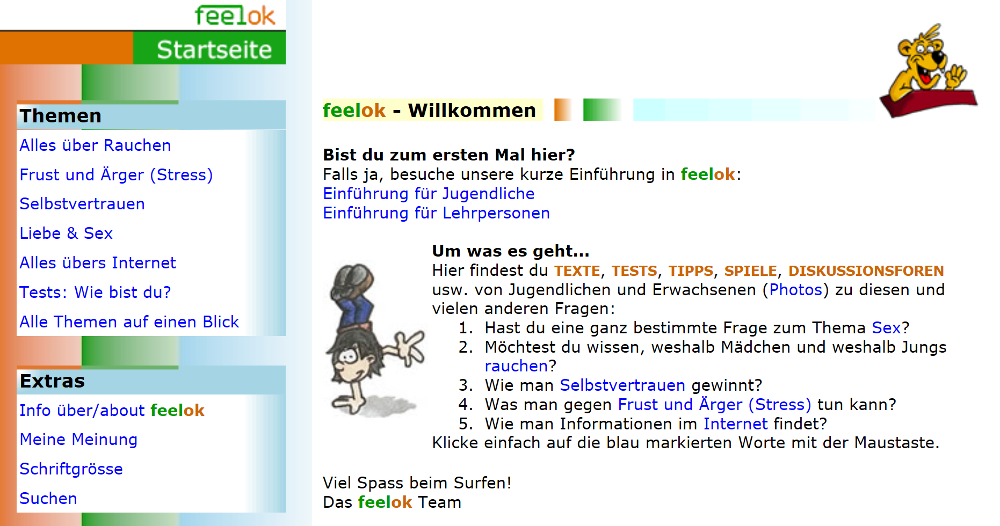 feelok
Startseite
Themen
Alles über Rauchen
Frust und Ärger (Stress)
Selbstvertrauen
Liebe & Sex
Alles übers Internet
Tests: Wie bist du?
Alle Themen auf einen Blick
Extras
Info über/about feelok
Meine Meinung
Schriftgrösse
Suchen
feelok - Willkommen
Bist du zum ersten Mal hier?
Falls ja, besuche unsere kurze Einführung in feelok:
Einführung für Jugendliche
Einführung für Lehrpersonen
Um was es geht...
Hier findest du TEXTE, TESTS, TIPPS, SPIELE, DISKUSSIONSFOREN
usw. von Jugendlichen und Erwachsenen (Photos) zu diesen und
vielen anderen Fragen:
1. Hast du eine ganz bestimmte Frage zum Thema Sex?
2. Möchtest du wissen, weshalb Mädchen und weshalb Jungs
rauchen?
3. Wie man Selbstvertrauen gewinnt?
4. Was man gegen Frust und Ärger (Stress) tun kann?
5. Wie man Informationen im Internet findet?
Klicke einfach auf die blau markierten Worte mit der Maustaste.
Viel Spass beim Surfen!
Das feelok Team